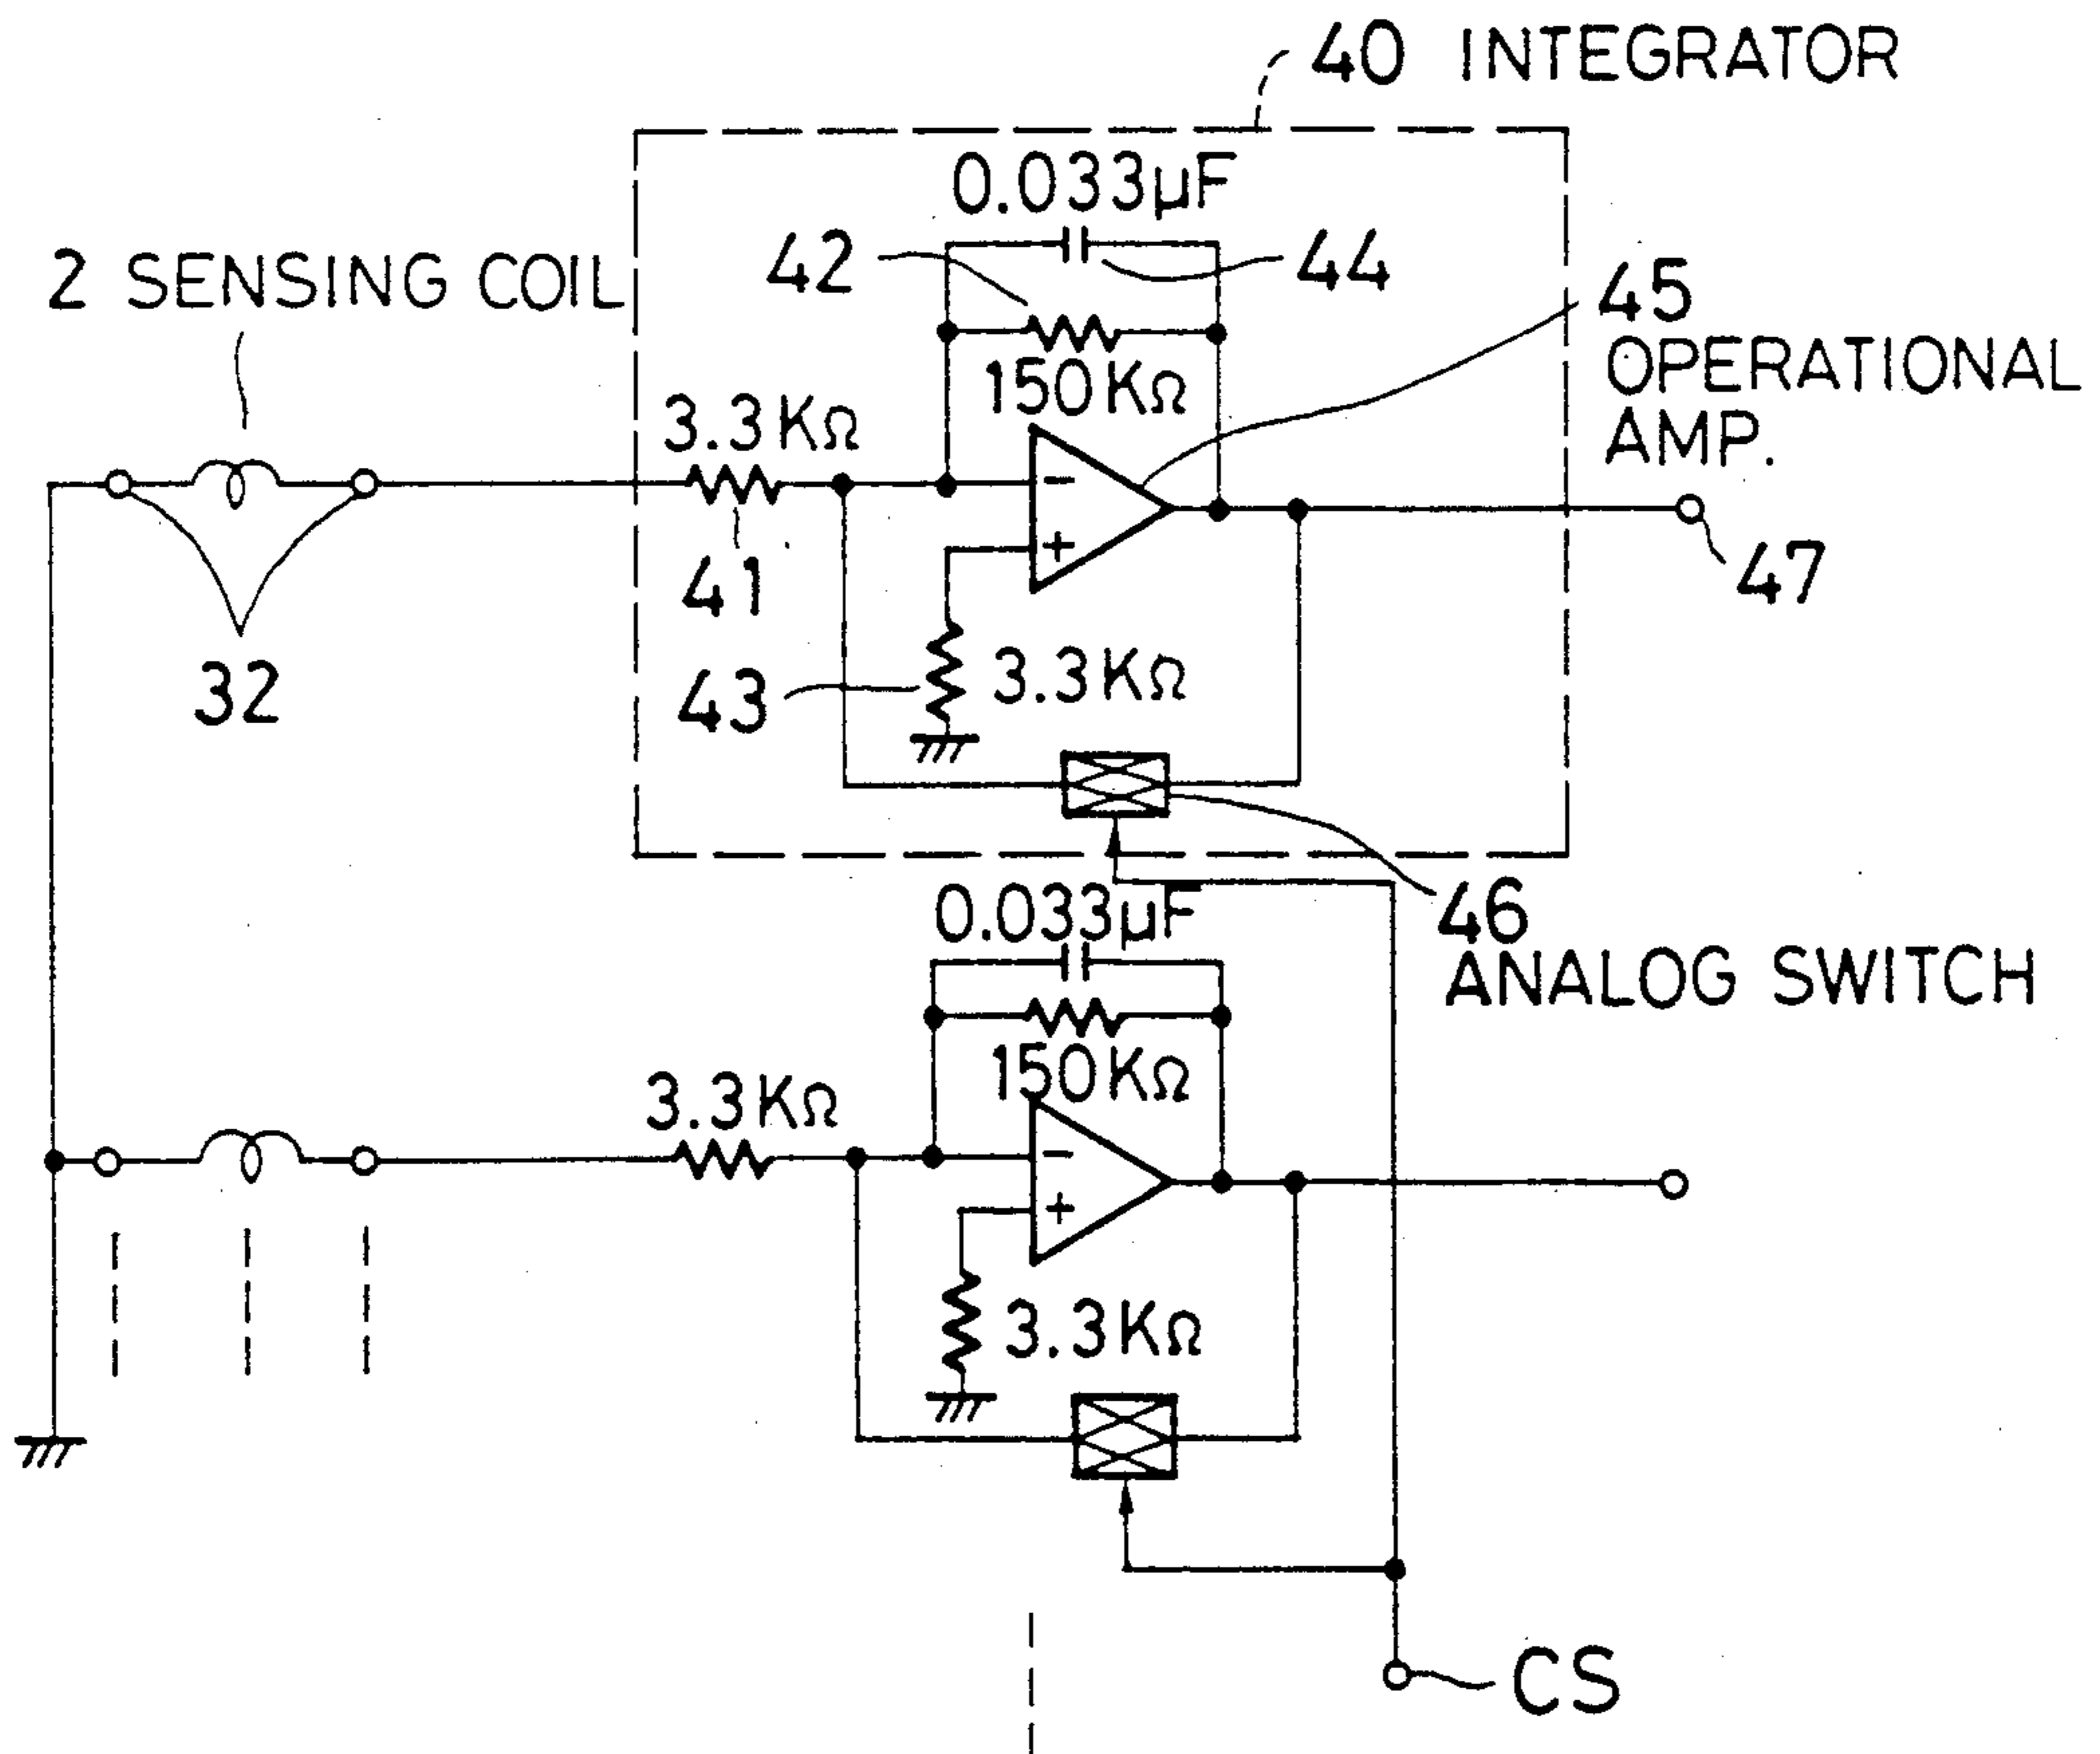 40 INTEGRATOR
0.033µF
42
44
2 SENSING COIL
45
OPERATIONAL
AMP.
150KΩ
3.3KΩ
−
+
41
47
32
43
3.3KΩ
46
ANALOG SWITCH
0.033µF
150KΩ
3.3KΩ
−
+
3.3KΩ
CS